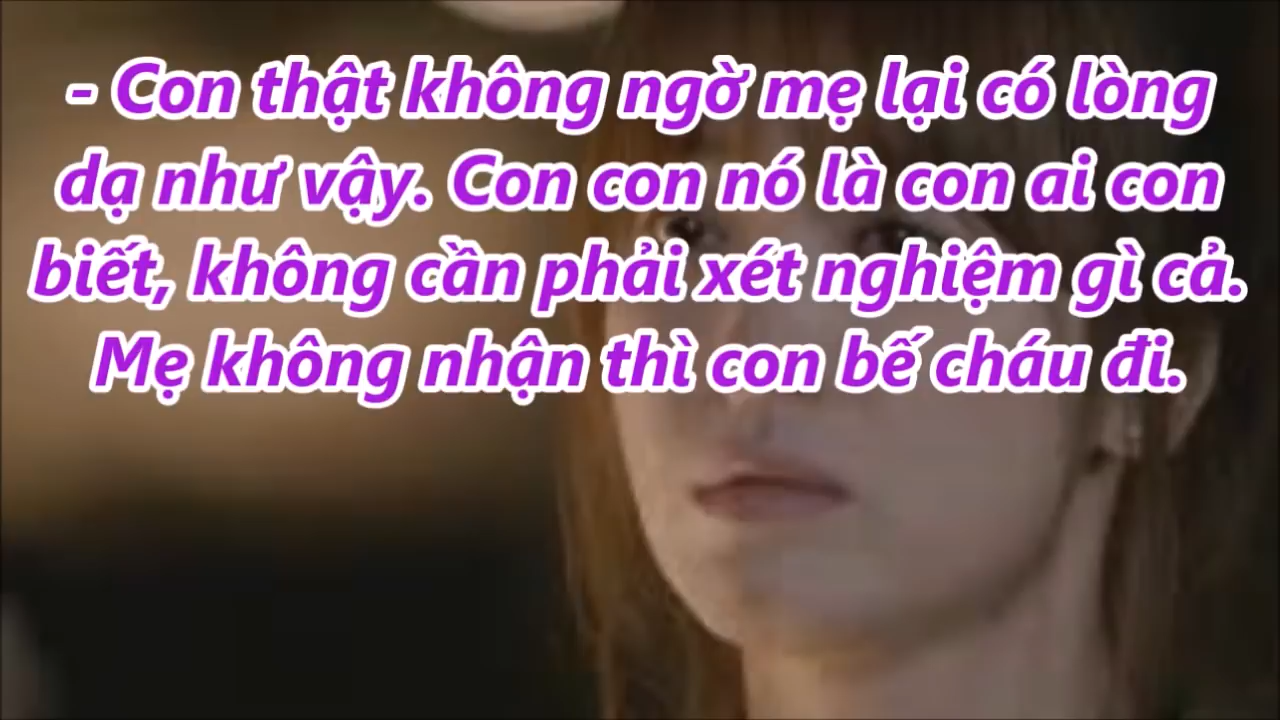 - Con thật không ngờ mẹ lại có lòng
dạ như vậy. Con con nó là con ai con
biết, không cần phải xét nghiệm gì cả.
Mẹ không nhận thì con bế cháu đi.